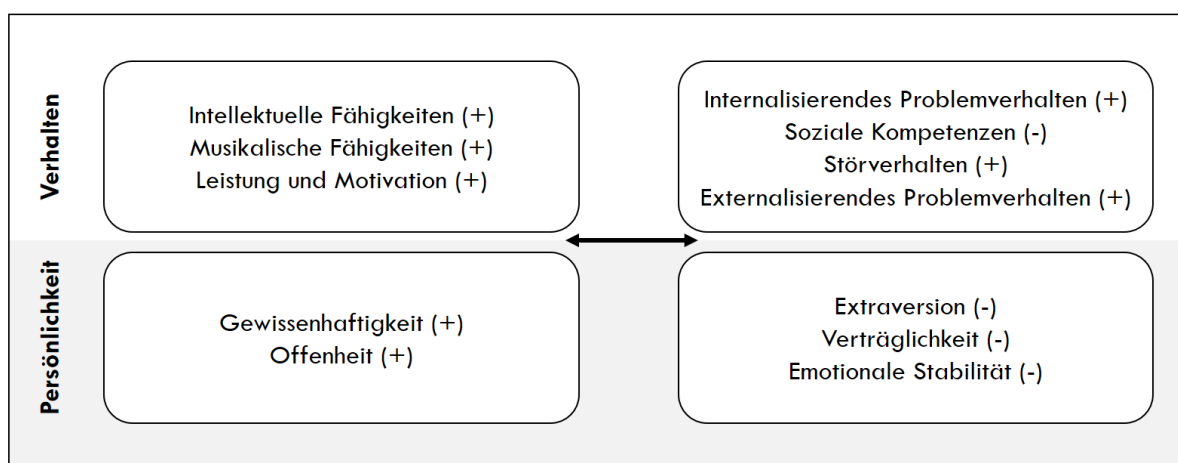 Verhalten
Intellektuelle Fähigkeiten (+)
Musikalische Fähigkeiten (+)
Leistung und Motivation (+)
Internalisierendes Problemverhalten (+)
Soziale Kompetenzen (-)
Störverhalten (+)
Externalisierendes Problemverhalten (+)
Persönlichkeit
Gewissenhaftigkeit (+)
Offenheit (+)
Extraversion (-)
Verträglichkeit (-)
Emotionale Stabilität (-)